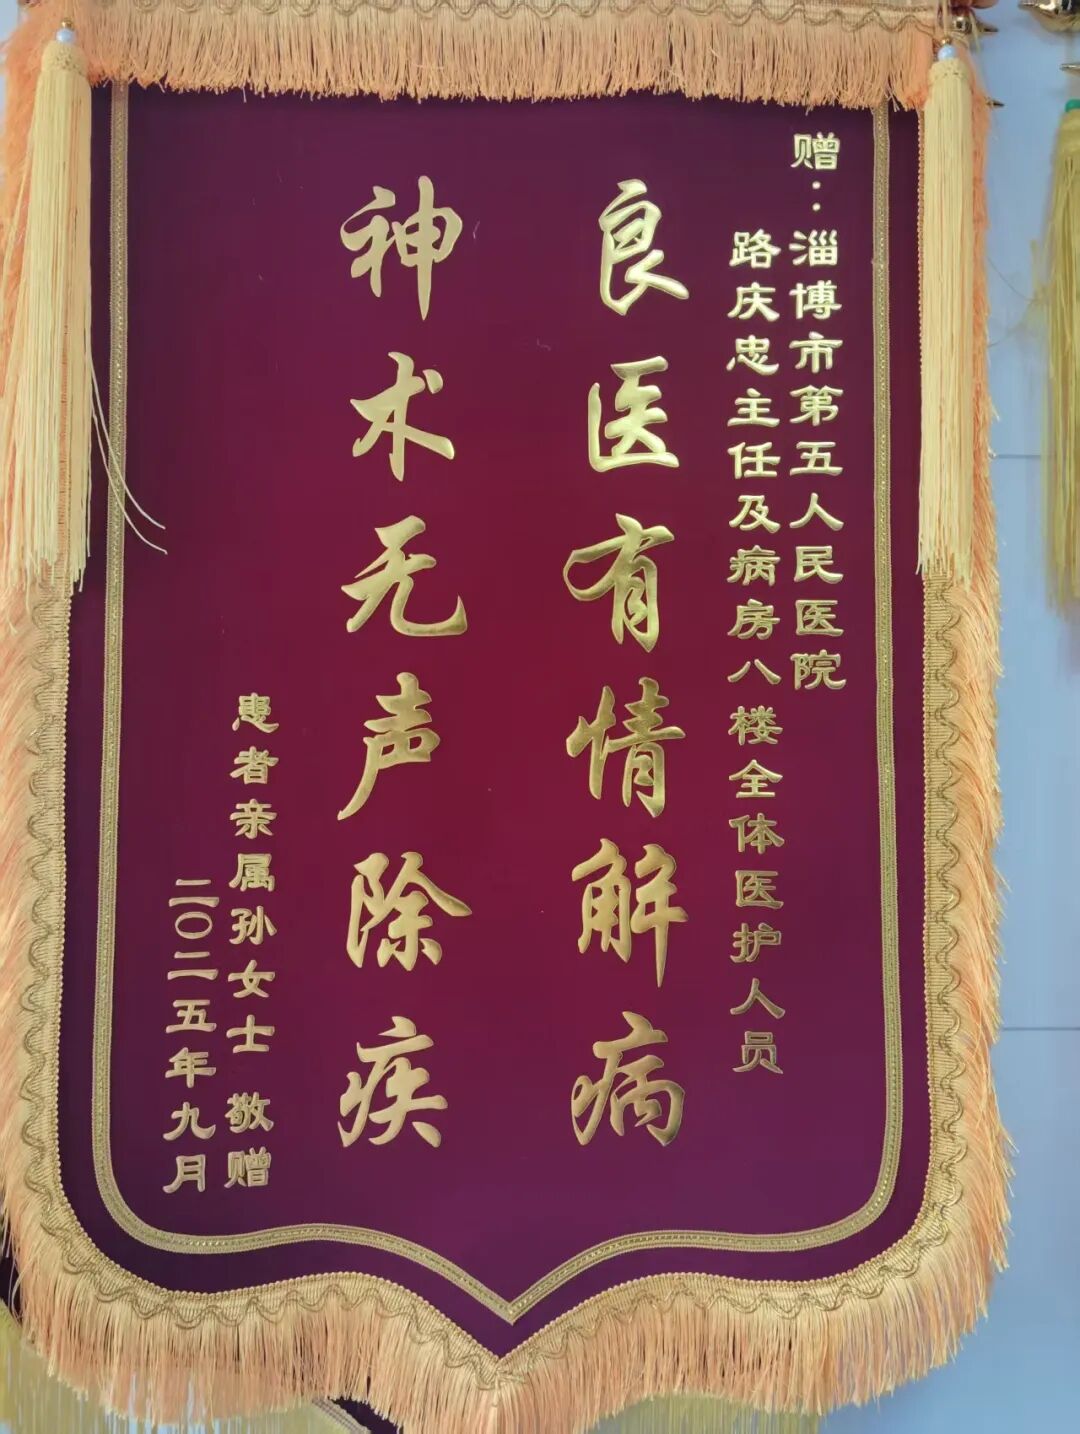 赠：淄博市第五人民医院
路庆忠主任及病房八楼全体医护人员
良医有情解病
神术无声除疾
患者亲属孙女士 敬赠
二〇二五年九月